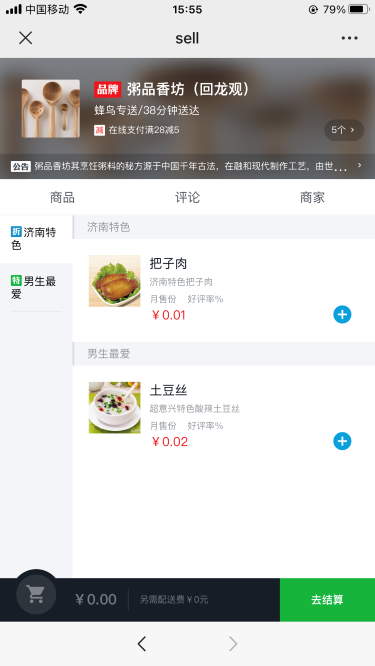 中国移动 15:55 79%
sell
品牌 粥品香坊（回龙观）
蜂鸟专送/38分钟送达
减 在线支付满28减5
5个 >
公告 粥品香坊其烹饪粥料的秘方源于中国千年古法，在融和现代制作工艺，由世... >
商品 评论 商家
折 济南特
色
特 男生最
爱
济南特色
把子肉
济南特色把子肉
月售份 好评率%
￥0.01
男生最爱
土豆丝
超意兴特色酸辣土豆丝
月售份 好评率%
￥0.02
￥0.00 另需配送费￥0元 去结算